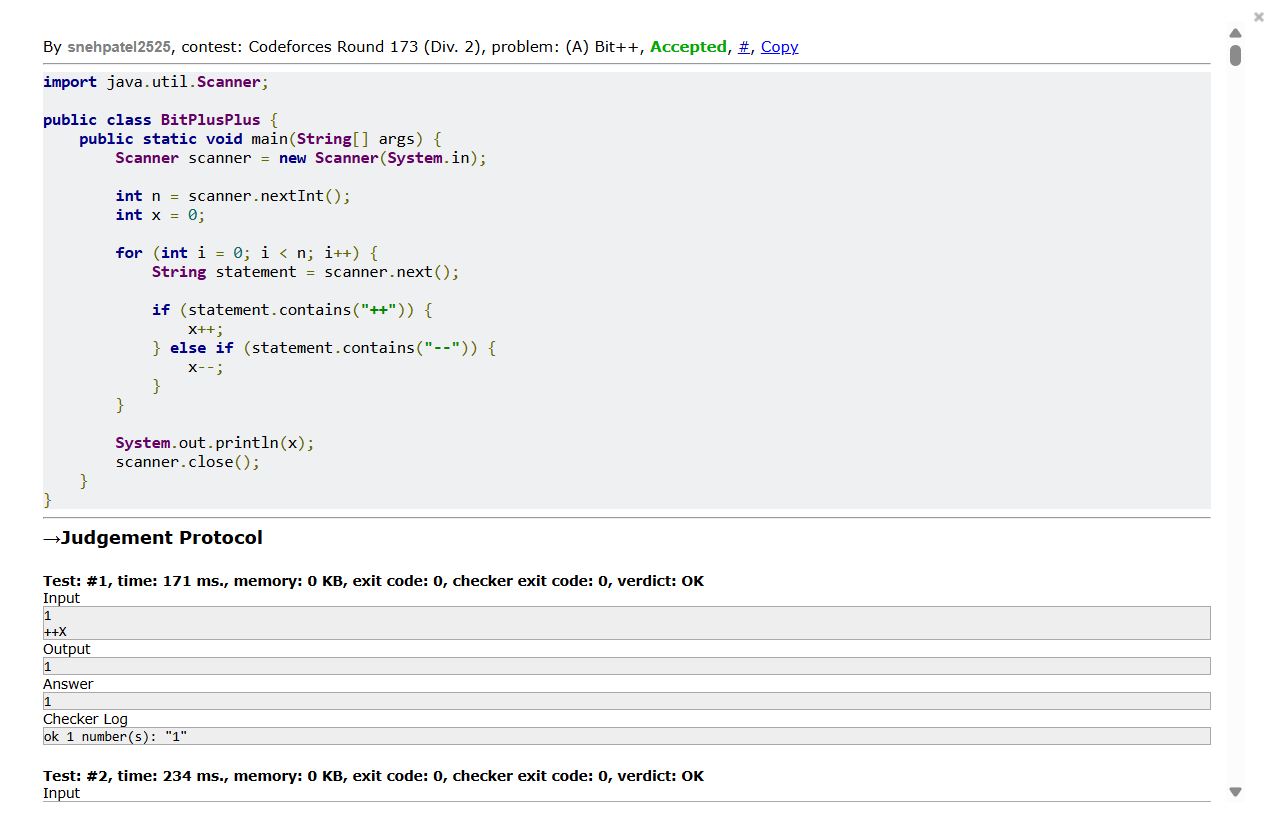 By snehpatel2525, contest: Codeforces Round 173 (Div. 2), problem: (A) Bit++, Accepted, #, Copy
import java.util.Scanner;
public class BitPlusPlus {
    public static void main(String[] args) {
        Scanner scanner = new Scanner(System.in);
        int n = scanner.nextInt();
        int x = 0;
        for (int i = 0; i < n; i++) {
            String statement = scanner.next();
            if (statement.contains("++")) {
                x++;
            } else if (statement.contains("--")) {
                x--;
            }
        }
        System.out.println(x);
        scanner.close();
    }
}
→Judgement Protocol
Test: #1, time: 171 ms., memory: 0 KB, exit code: 0, checker exit code: 0, verdict: OK
Input
1
++X
Output
1
Answer
1
Checker Log
ok 1 number(s): "1"
Test: #2, time: 234 ms., memory: 0 KB, exit code: 0, checker exit code: 0, verdict: OK
Input